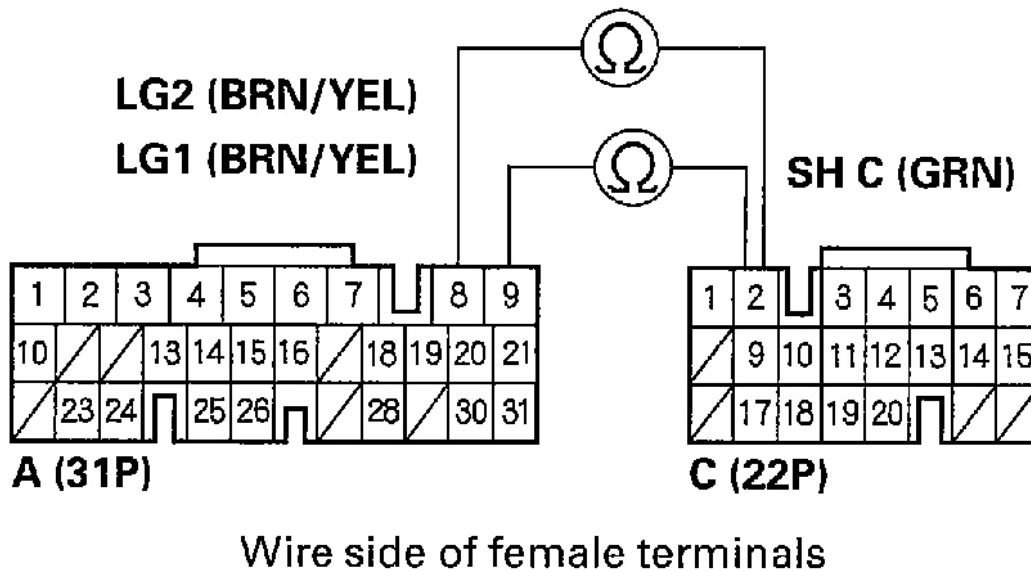 Ω
LG2 (BRN/YEL)
LG1 (BRN/YEL)
Ω
SH C (GRN)
1 2 3 4 5 6 7 8 9
10 13 14 15 16 18 19 20 21
23 24 25 26 28 30 31
A (31P)
1 2 3 4 5 6 7
9 10 11 12 13 14 15
17 18 19 20
C (22P)
Wire side of female terminals